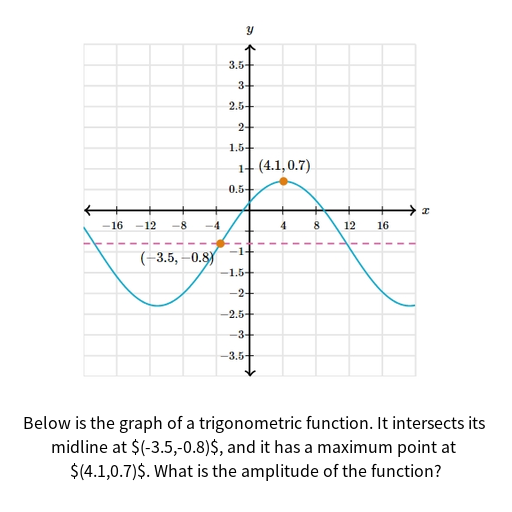 y
3.5
3
2.5
2
1.5
1
(4.1, 0.7)
0.5
x
−16 −12 −8 −4 4 8 12 16
(−3.5, −0.8)
−1
−1.5
−2
−2.5
−3
−3.5
Below is the graph of a trigonometric function. It intersects its
midline at $(-3.5,-0.8)$, and it has a maximum point at
$(4.1,0.7)$. What is the amplitude of the function?